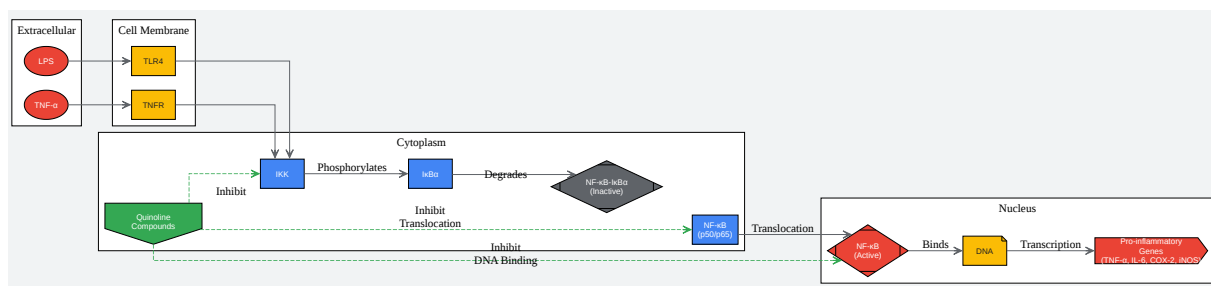 Extracellular
LPS
TNF-α
Cell Membrane
TLR4
TNFR
Cytoplasm
IKK
Phosphorylates
IκBα
Degrades
NF-κB-IκBα
(Inactive)
Inhibit
Quinoline
Compounds
Inhibit
Translocation
NF-κB
(p50/p65)
Inhibit
DNA Binding
Translocation
Nucleus
NF-κB
(Active)
Binds
DNA
Transcription
Pro-inflammatory
Genes
(TNF-α, IL-6, COX-2, iNOS)